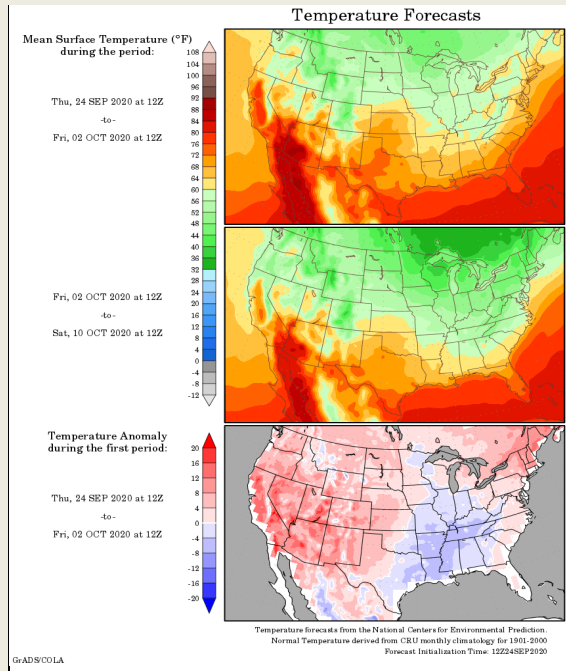 Temperature Forecasts
Mean Surface Temperature (°F)
during the period:
Thu, 24 SEP 2020 at 12Z
-to-
Fri, 02 OCT 2020 at 12Z
108
104
100
96
92
88
84
80
76
72
68
64
60
56
52
48
44
40
36
32
28
24
20
16
12
8
4
0
-4
-8
-12
Fri, 02 OCT 2020 at 12Z
-to-
Sat, 10 OCT 2020 at 12Z
Temperature Anomaly
during the first period:
Thu, 24 SEP 2020 at 12Z
-to-
Fri, 02 OCT 2020 at 12Z
20
16
12
8
4
0
-4
-8
-12
-16
-20
Temperature forecasts from the National Centers for Environmental Prediction.
Normal Temperature derived from CRU monthly climatology for 1901-2000
Forecast Initialization Time: 12Z24SEP2020
GrADS/COLA